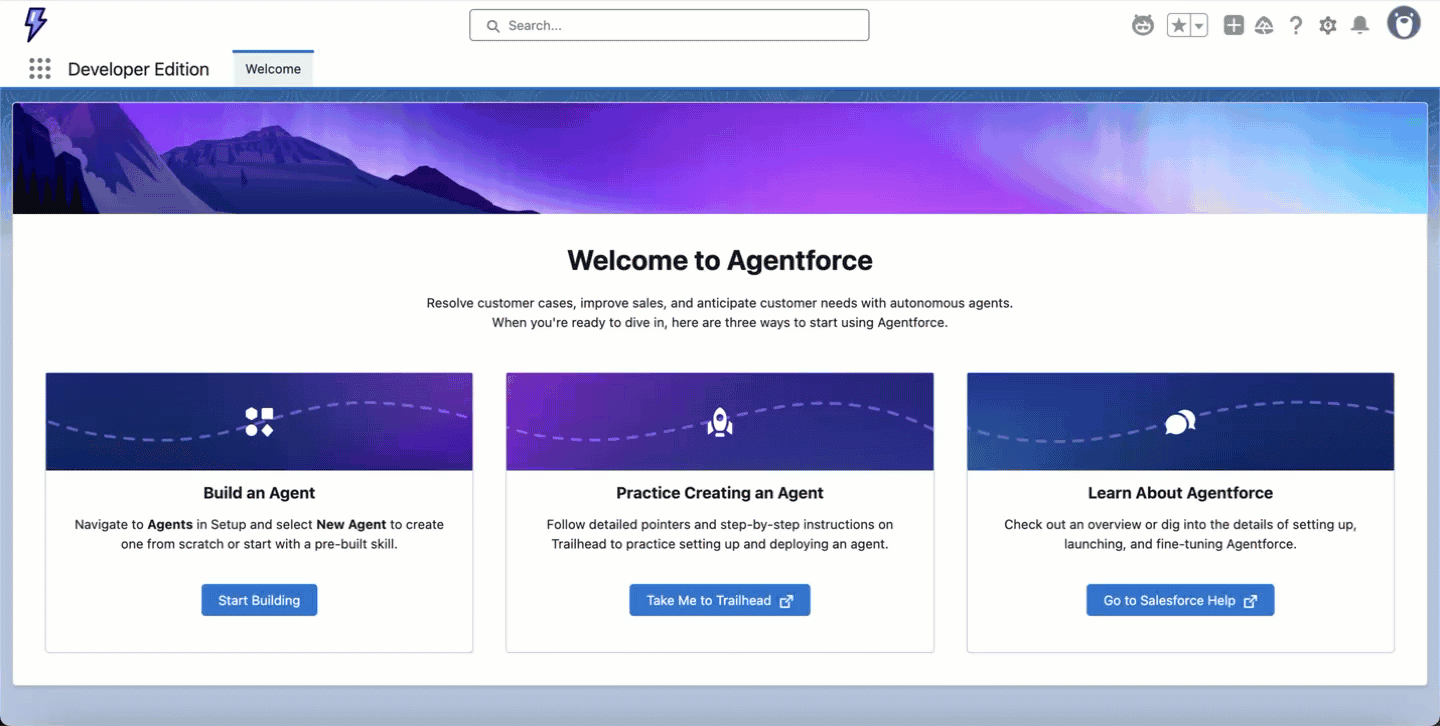 Search...
Developer Edition
Welcome
Welcome to Agentforce
Resolve customer cases, improve sales, and anticipate customer needs with autonomous agents.
When you're ready to dive in, here are three ways to start using Agentforce.
Build an Agent
Navigate to Agents in Setup and select New Agent to create
one from scratch or start with a pre-built skill.
Start Building
Practice Creating an Agent
Follow detailed pointers and step-by-step instructions on
Trailhead to practice setting up and deploying an agent.
Take Me to Trailhead
Learn About Agentforce
Check out an overview or dig into the details of setting up,
launching, and fine-tuning Agentforce.
Go to Salesforce Help